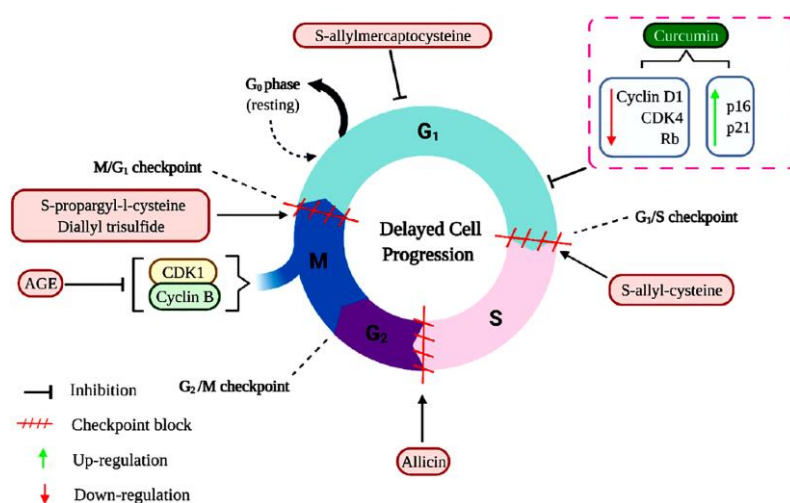 S-allylmercaptocysteine
Curcumin
G₀ phase
(resting)
Cyclin D1
CDK4
Rb
p16
p21
G₁
M/G₁ checkpoint
S-propargyl-l-cysteine
Diallyl trisulfide
Delayed Cell
Progression
G₁/S checkpoint
M
AGE
CDK1
Cyclin B
S-allyl-cysteine
S
G₂
G₂/M checkpoint
Inhibition
Checkpoint block
Allicin
Up-regulation
Down-regulation